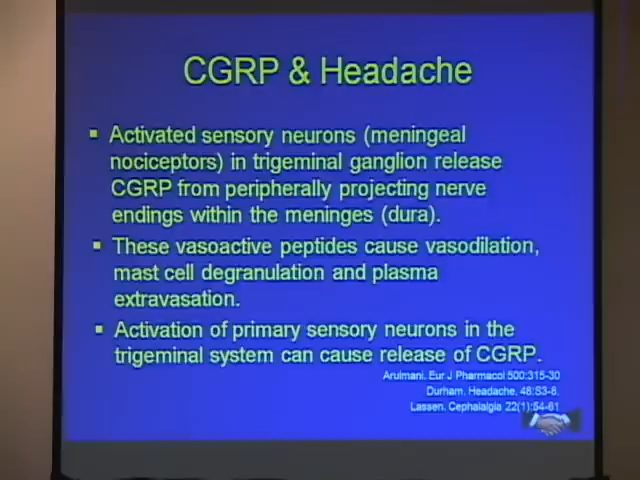 CGRP & Headache
▪ Activated sensory neurons (meningeal
nociceptors) in trigeminal ganglion release
CGRP from peripherally projecting nerve
endings within the meninges (dura).
▪ These vasoactive peptides cause vasodilation,
mast cell degranulation and plasma
extravasation.
▪ Activation of primary sensory neurons in the
trigeminal system can cause release of CGRP.
Arulmani. Eur J Pharmacol 500:315-30
Durham. Headache, 46:S3-8.
Lassen. Cephalalgia 22(1):54-61